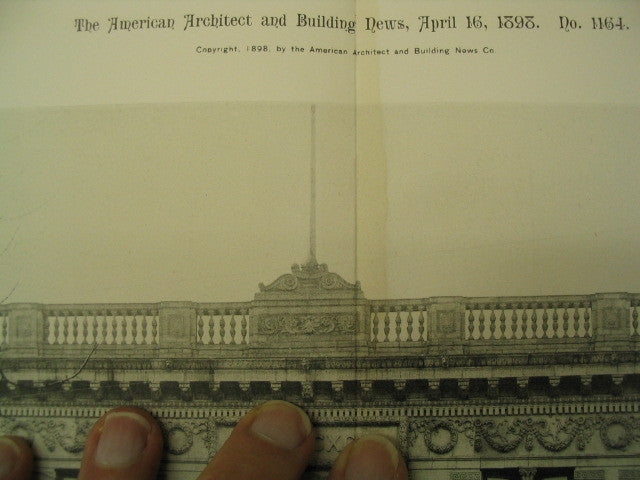 The American Architect and Building News, April 16, 1898. No. 1164.
Copyright, 1898, by the American Architect and Building News Co